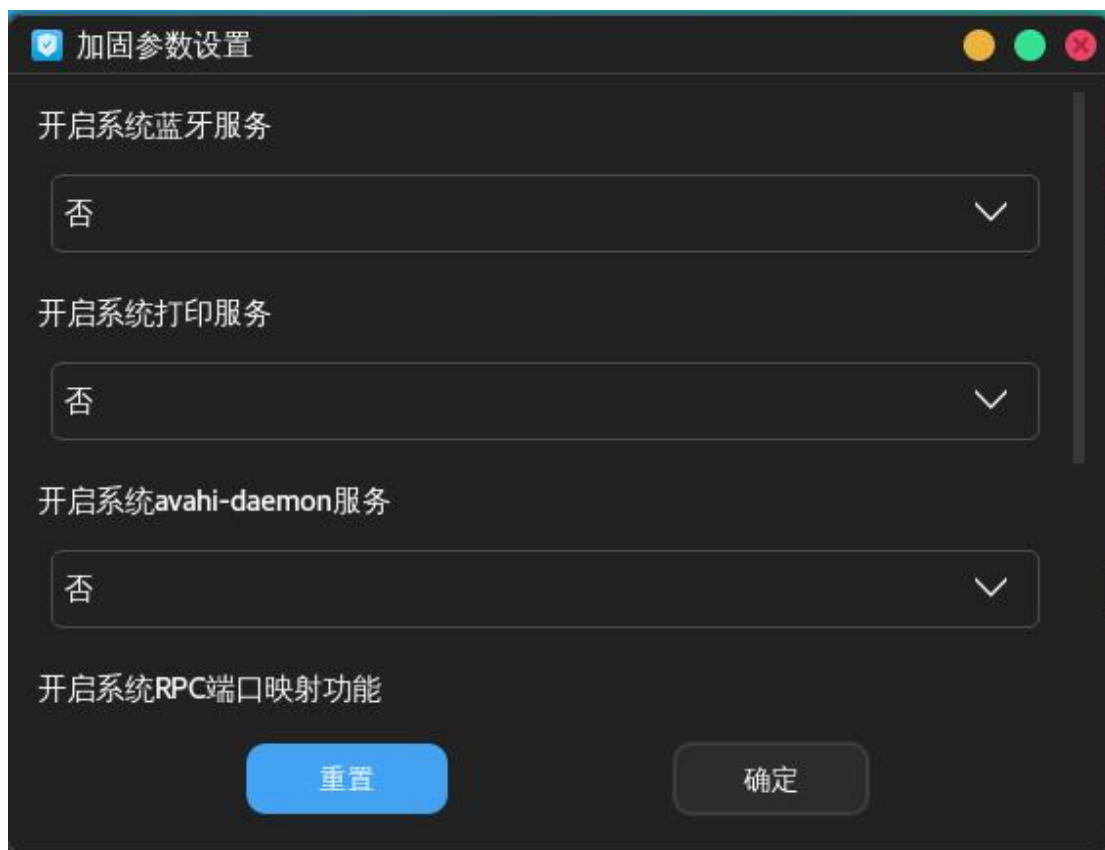 加固参数设置
开启系统蓝牙服务
否
开启系统打印服务
否
开启系统avahi-daemon服务
否
开启系统RPC端口映射功能
重置
确定